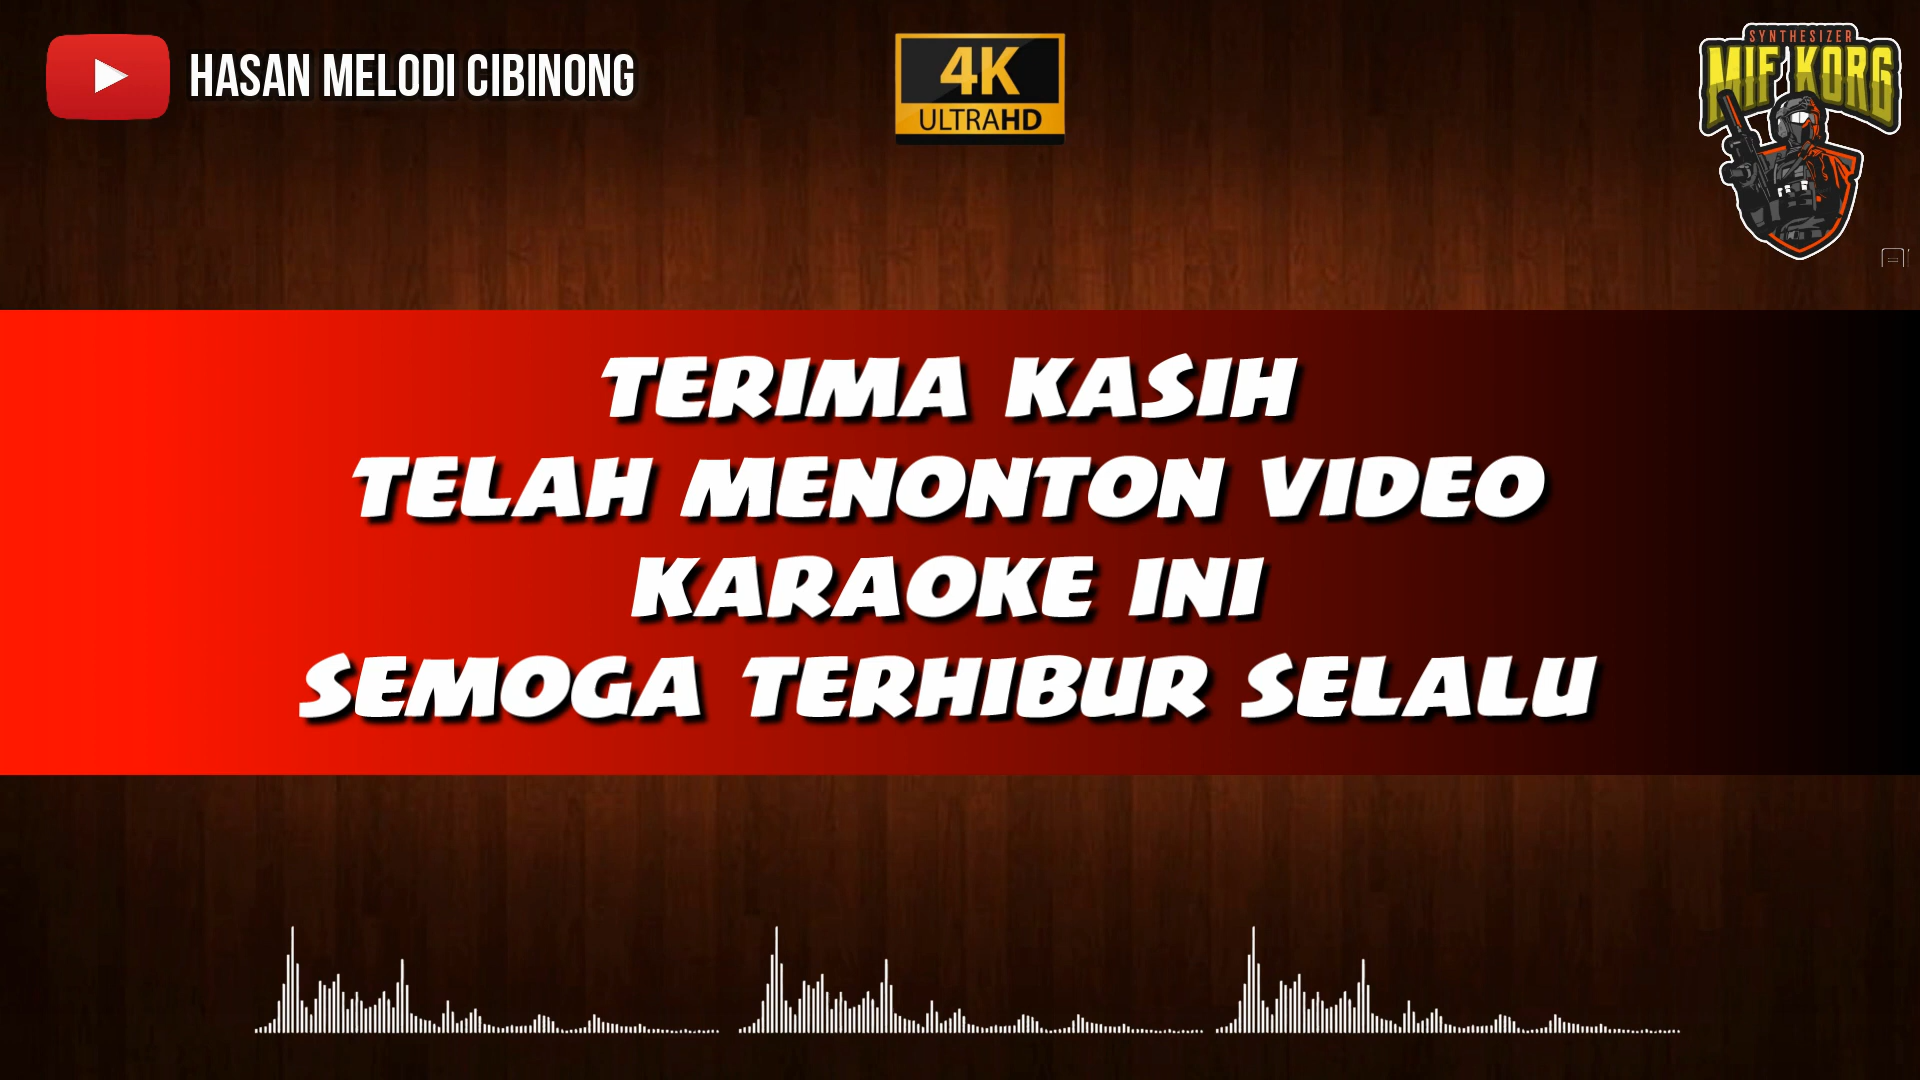 HASAN MELODI CIBINONG
4K
ULTRAHD
SYNTHESIZER
MIF KORG
TERIMA KASIH
TELAH MENONTON VIDEO
KARAOKE INI
SEMOGA TERHIBUR SELALU